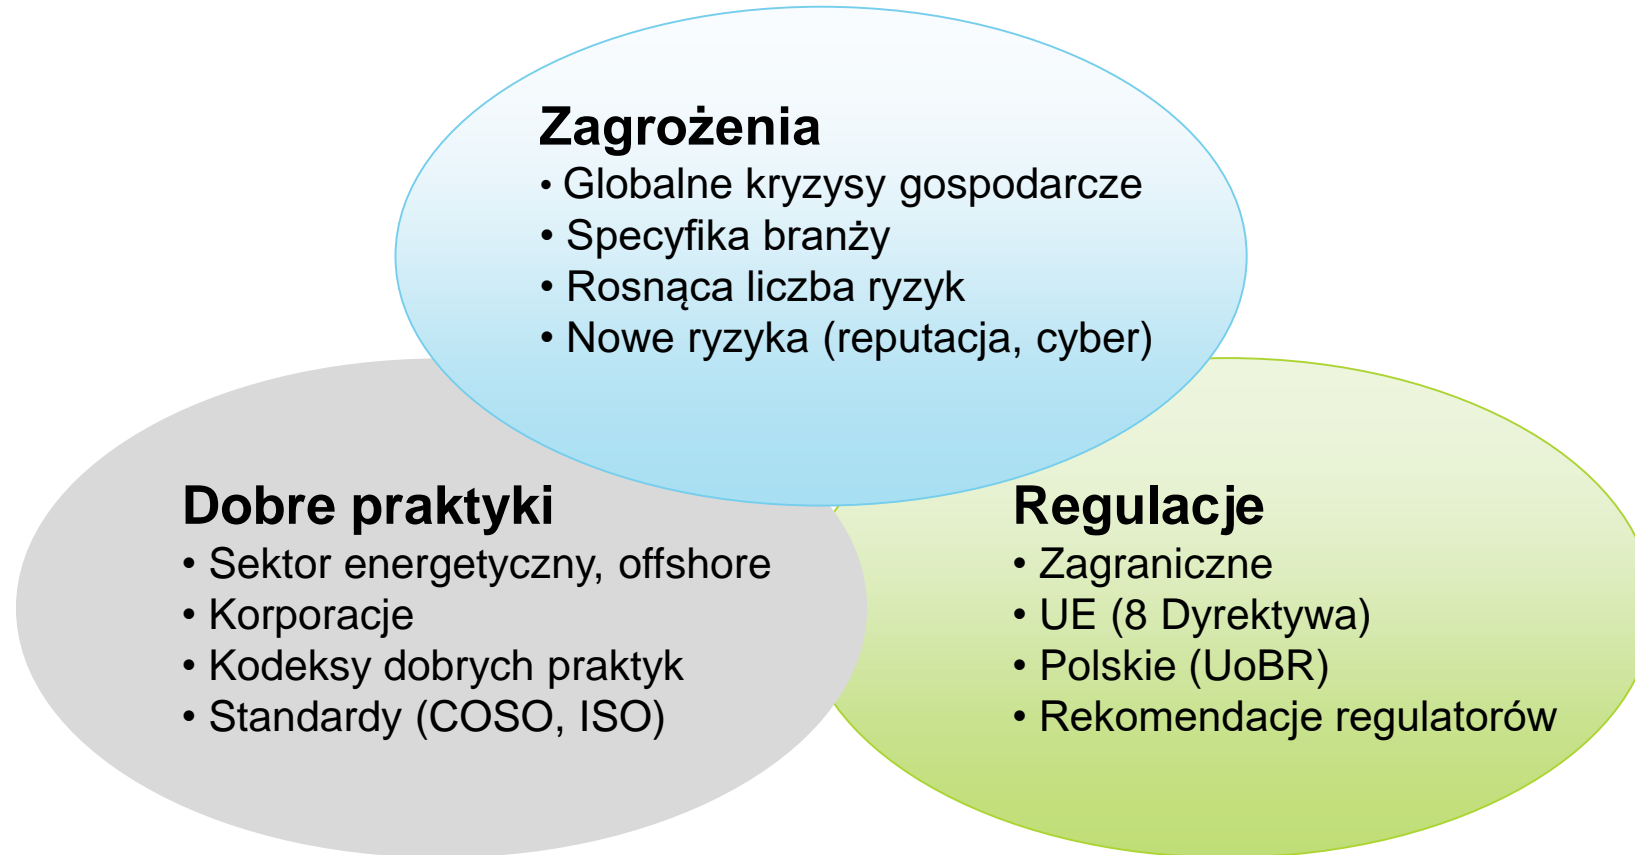 Zagrożenia
• Globalne kryzysy gospodarcze
• Specyfika branży
• Rosnąca liczba ryzyk
• Nowe ryzyka (reputacja, cyber)
Dobre praktyki
• Sektor energetyczny, offshore
• Korporacje
• Kodeksy dobrych praktyk
• Standardy (COSO, ISO)
Regulacje
• Zagraniczne
• UE (8 Dyrektywa)
• Polskie (UoBR)
• Rekomendacje regulatorów